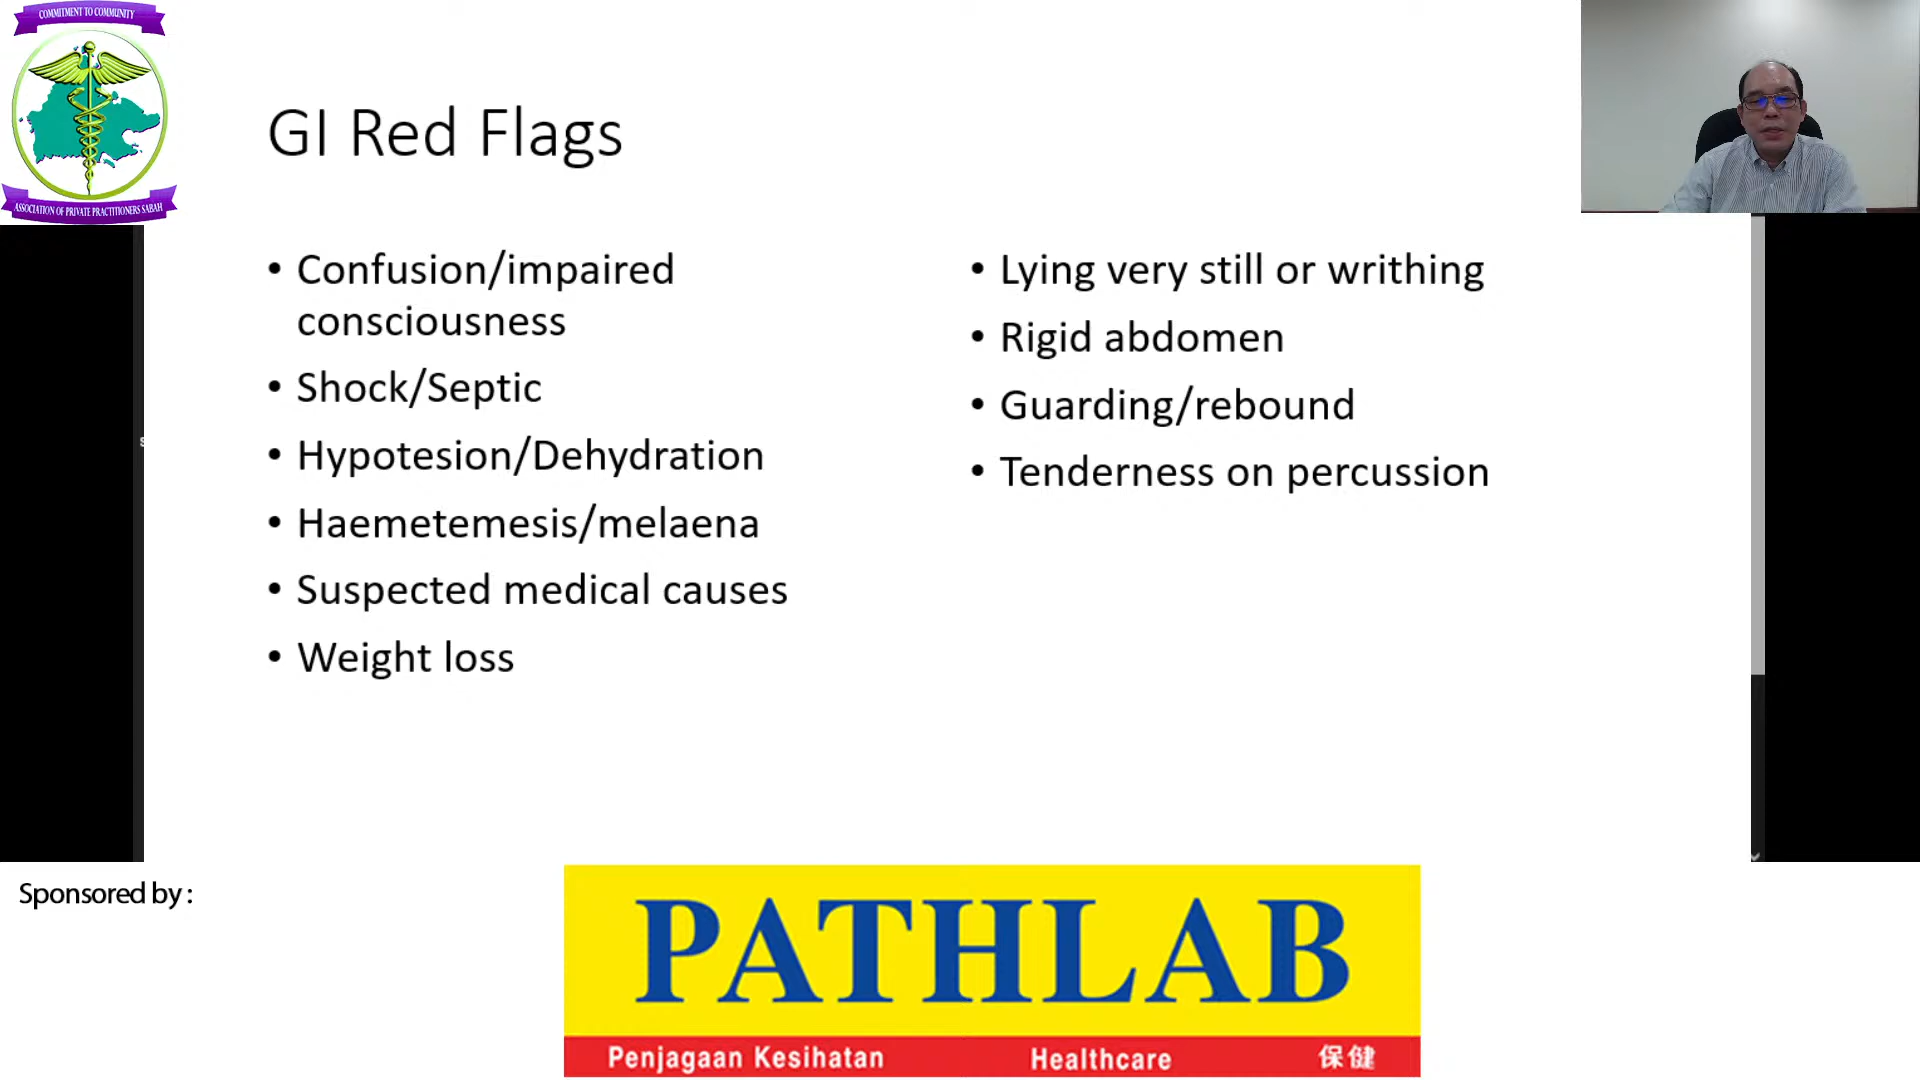 COMMITMENT TO COMMUNITY
ASSOCIATION OF PRIVATE PRACTITIONERS SABAH
GI Red Flags
• Confusion/impaired
consciousness
• Shock/Septic
• Hypotesion/Dehydration
• Haemetemesis/melaena
• Suspected medical causes
• Weight loss
• Lying very still or writhing
• Rigid abdomen
• Guarding/rebound
• Tenderness on percussion
Sponsored by :
PATHLAB
Penjagaan Kesihatan Healthcare 保健